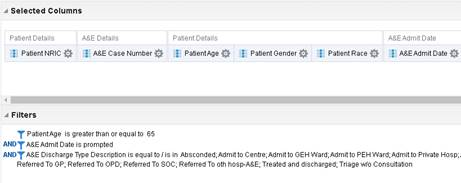 Selected Columns
Patient Details
A&E Details
Patient Details
A&E Admit Date
Patient NRIC
A&E Case Number
PatientAge
Patient Gender
Patient Race
A&E Admit Date
Filters
PatientAge is greater than or equal to 65
AND A&E Admit Date is prompted
AND A&E Discharge Type Description is equal to / is in Absconded; Admit to Centre; Admit to GEH Ward; Admit to PEH Ward; Admit to Private Hosp;
Referred To GP; Referred To OPD; Referred To SOC; Referred To oth hosp-A&E; Treated and discharged; Triage w/o Consultation